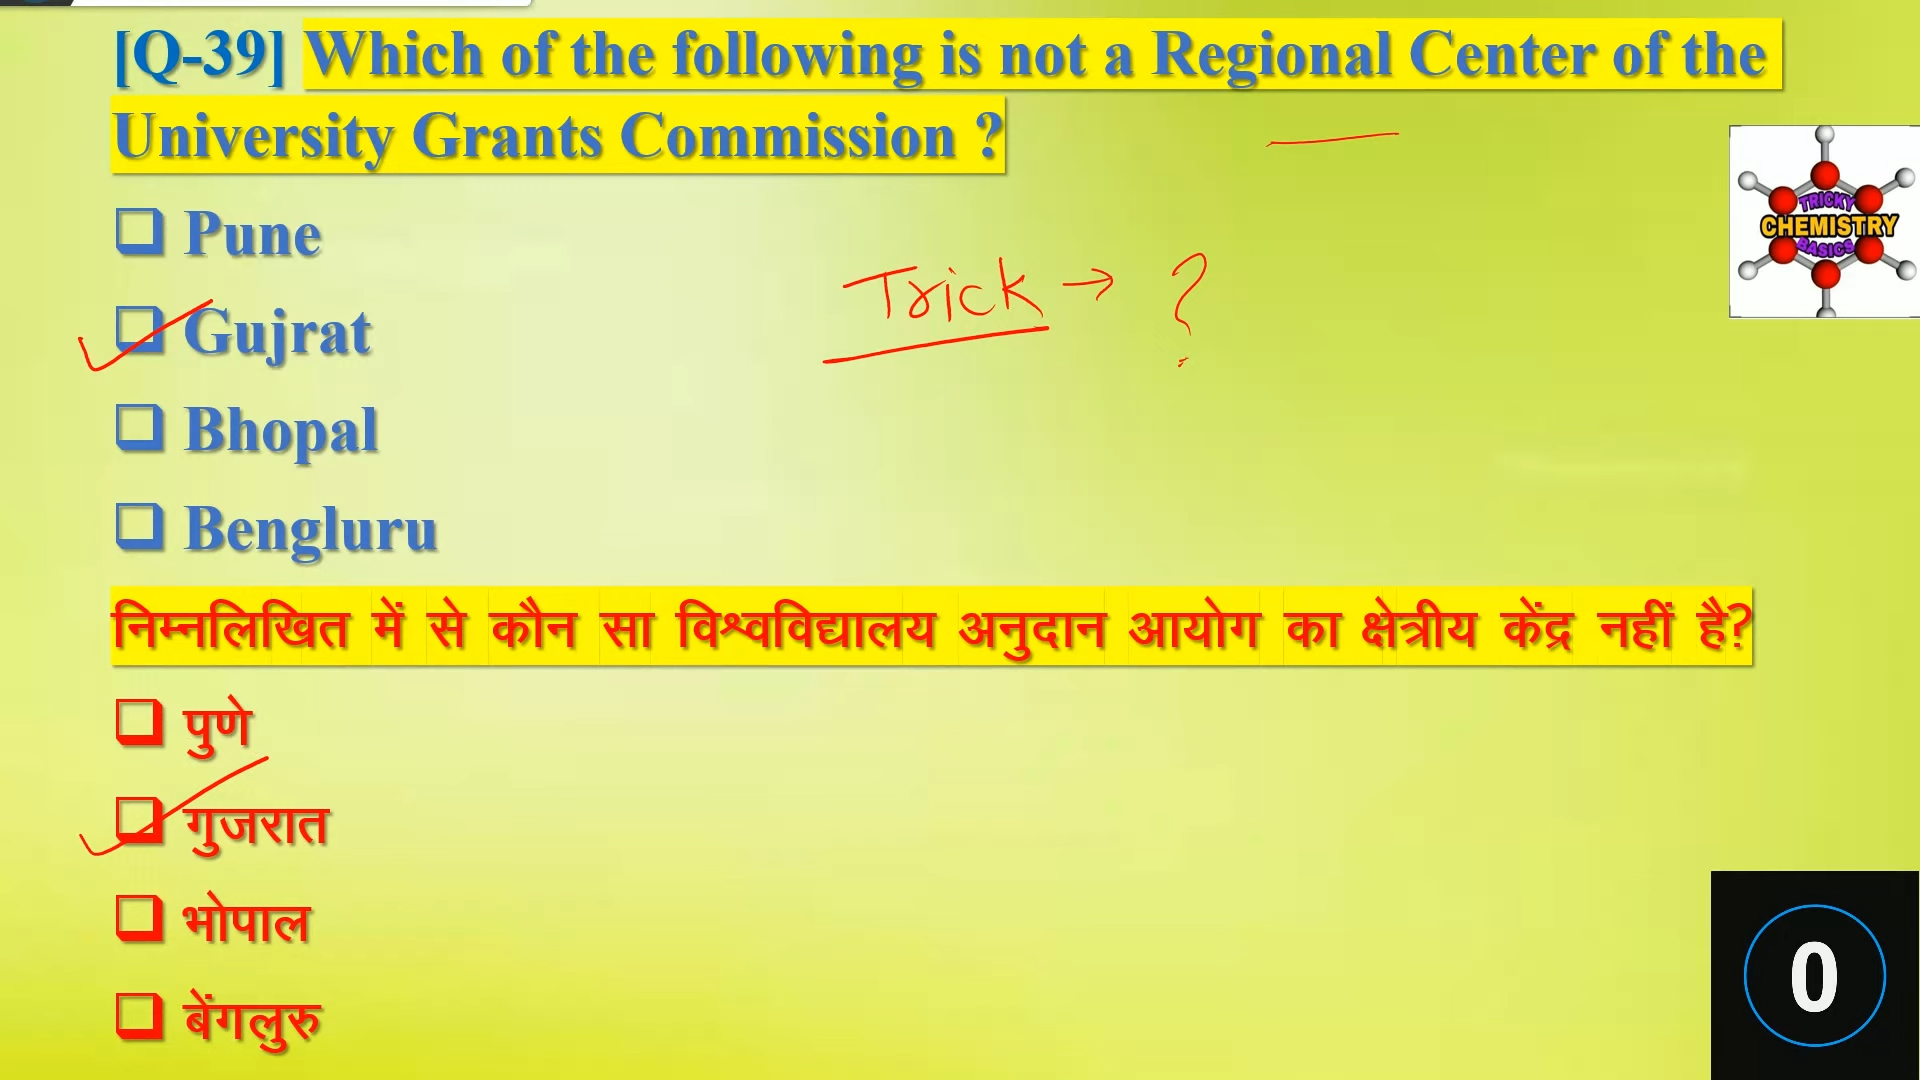 [Q-39] Which of the following is not a Regional Center of the
University Grants Commission ?
Pune
Gujrat
Bhopal
Bengluru
Trick → ?
TRICKY
CHEMISTRY
BASICS
निम्नलिखित में से कौन सा विश्वविद्यालय अनुदान आयोग का क्षेत्रीय केंद्र नहीं है?
पुणे
गुजरात
भोपाल
बेंगलुरु
0